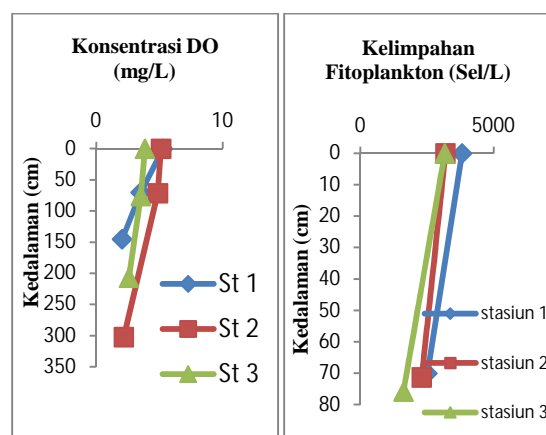 Konsentrasi DO
(mg/L)
0 10
0
50
100
150
200
250
300
350
Kedalaman (cm)
St 1
St 2
St 3
Kelimpahan
Fitoplankton (Sel/L)
0 5000
0
10
20
30
40
50
60
70
80
Kedalaman (cm)
stasiun 1
stasiun 2
stasiun 3